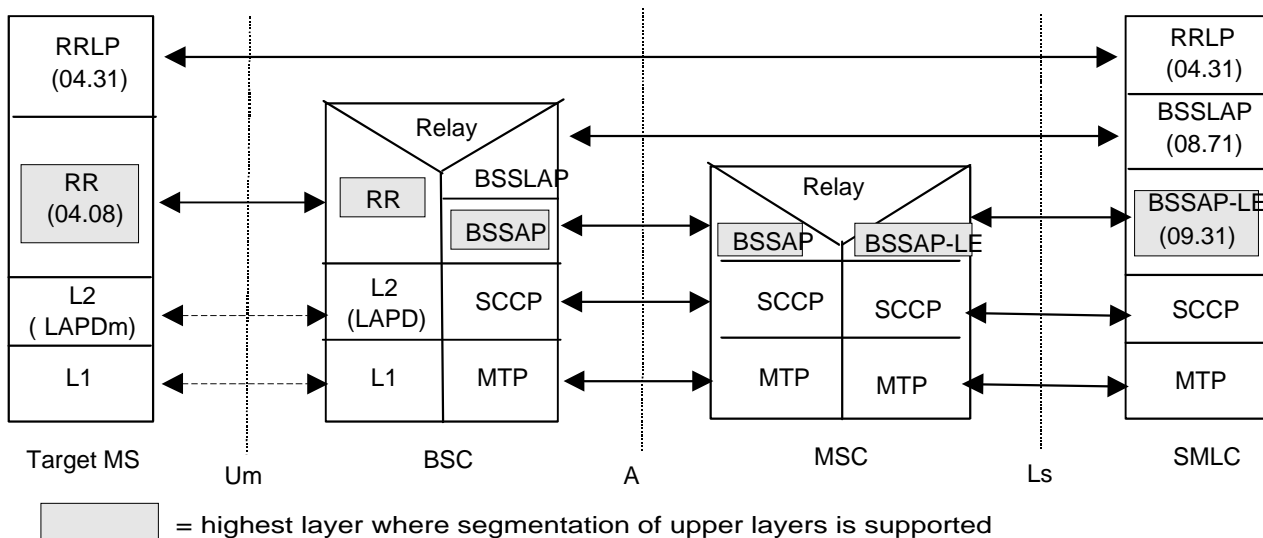 RRLP
(04.31)
RR
(04.08)
L2
( LAPDm)
L1
Target MS
Um
Relay
RR
BSSLAP
BSSAP
L2
(LAPD)
SCCP
L1
MTP
BSC
A
Relay
BSSAP
BSSAP-LE
SCCP
SCCP
MTP
MTP
MSC
Ls
RRLP
(04.31)
BSSLAP
(08.71)
BSSAP-LE
(09.31)
SCCP
MTP
SMLC
= highest layer where segmentation of upper layers is supported